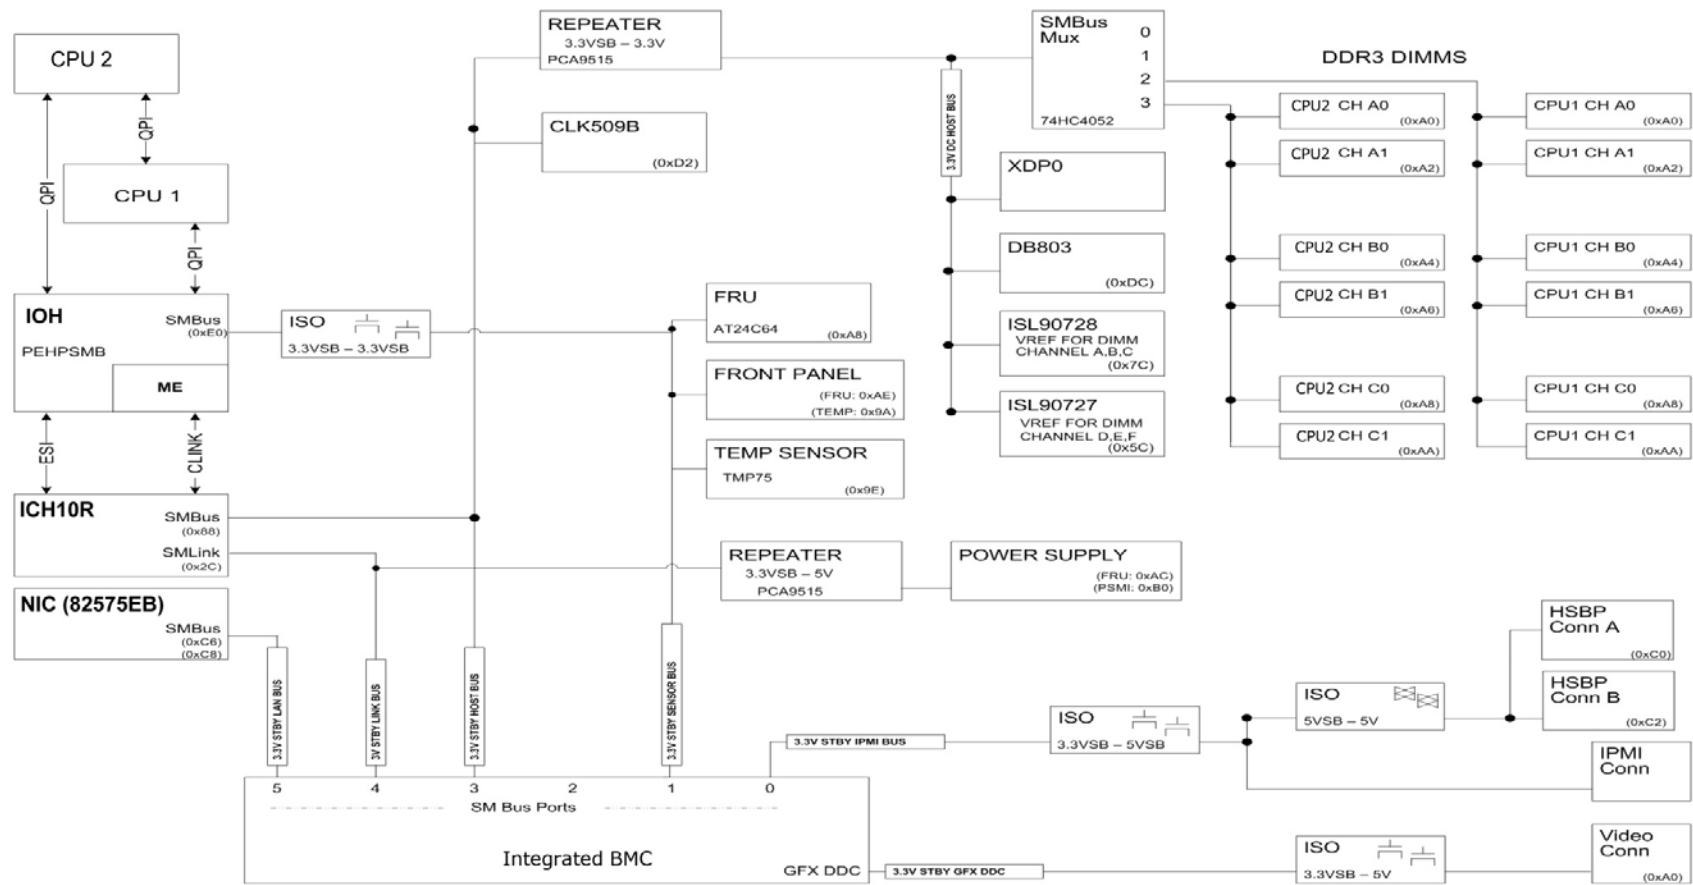 CPU 2
QPI
QPI
CPU 1
QPI
IOH
SMBus
(0xE0)
PEHPSMB
ME
ESI
CLINK
ICH10R
SMBus
(0x88)
SMLink
(0x2C)
NIC (82575EB)
SMBus
(0xC6)
(0xC8)
ISO
3.3VSB – 3.3VSB
REPEATER
3.3VSB – 3.3V
PCA9515
CLK509B
(0xD2)
FRU
AT24C64
(0xA8)
FRONT PANEL
(FRU: 0xAE)
(TEMP: 0x9A)
TEMP SENSOR
TMP75
(0x9E)
REPEATER
3.3VSB – 5V
PCA9515
POWER SUPPLY
(FRU: 0xAC)
(PSMI: 0xB0)
3.3V DC HOST BUS
SMBus
Mux
0
1
2
3
74HC4052
XDP0
DB803
(0xDC)
ISL90728
VREF FOR DIMM
CHANNEL A,B,C
(0x7C)
ISL90727
VREF FOR DIMM
CHANNEL D,E,F
(0x5C)
DDR3 DIMMS
CPU2 CH A0
(0xA0)
CPU2 CH A1
(0xA2)
CPU2 CH B0
(0xA4)
CPU2 CH B1
(0xA6)
CPU2 CH C0
(0xA8)
CPU2 CH C1
(0xAA)
CPU1 CH A0
(0xA0)
CPU1 CH A1
(0xA2)
CPU1 CH B0
(0xA4)
CPU1 CH B1
(0xA6)
CPU1 CH C0
(0xA8)
CPU1 CH C1
(0xAA)
3.3V STBY LAN BUS
3V STBY LINK BUS
3.3V STBY HOST BUS
3.3V STBY SENSOR BUS
3.3V STBY IPMI BUS
5 4 3 2 1 0
SM Bus Ports
Integrated BMC
GFX DDC
3.3V STBY GFX DDC
ISO
3.3VSB – 5VSB
ISO
5VSB – 5V
HSBP
Conn A
(0xC0)
HSBP
Conn B
(0xC2)
IPMI
Conn
ISO
3.3VSB – 5V
Video
Conn
(0xA0)